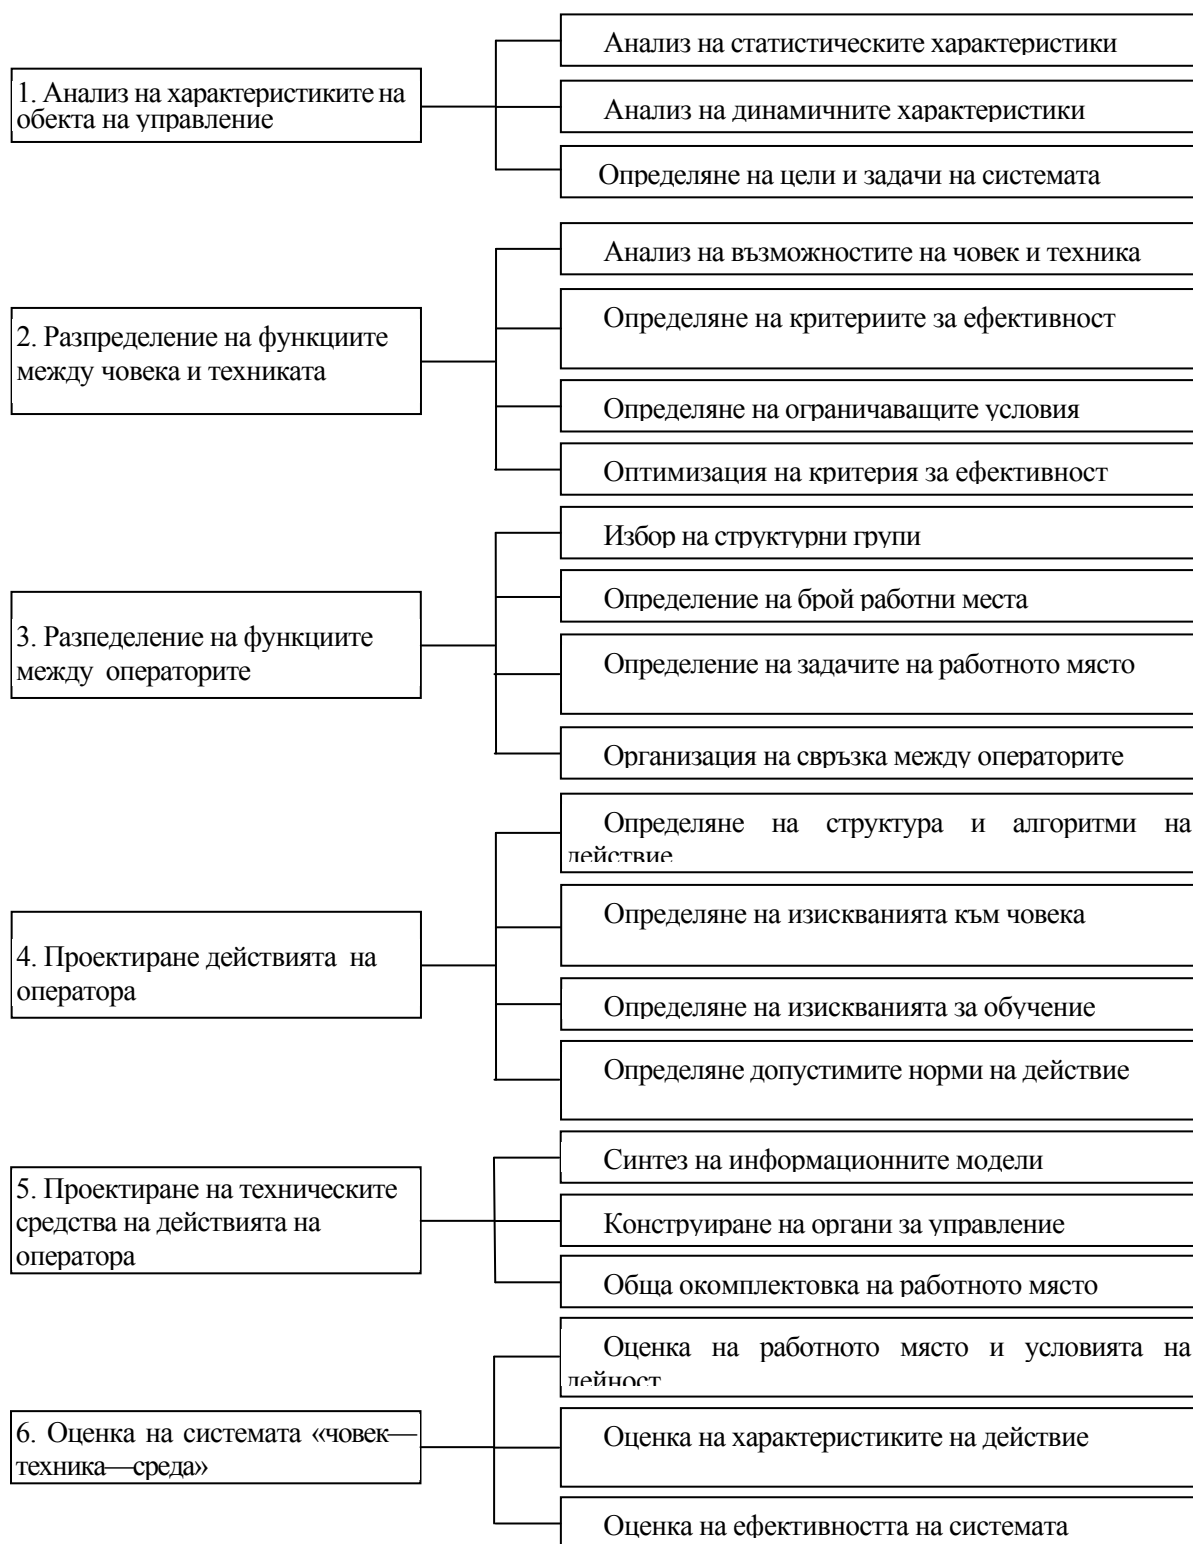 Анализ на статистическите характеристики
1. Анализ на характеристиките на
обекта на управление
Анализ на динамичните характеристики
Определяне на цели и задачи на системата
Анализ на възможностите на човек и техника
2. Разпределение на функциите
между човека и техниката
Определяне на критериите за ефективност
Определяне на ограничаващите условия
Оптимизация на критерия за ефективност
Избор на структурни групи
3. Разпеделение на функциите
между операторите
Определение на брой работни места
Определение на задачите на работното място
Организация на свръзка между операторите
Определяне на структура и алгоритми на
действие
4. Проектиране действията на
оператора
Определяне на изискванията към човека
Определяне на изискванията за обучение
Определяне допустимите норми на действие
Синтез на информационните модели
5. Проектиране на техническите
средства на действията на
оператора
Конструиране на органи за управление
Обща окомплектовка на работното място
Оценка на работното място и условията на
дейност
6. Оценка на системата «човек—
техника—среда»
Оценка на характеристиките на действие
Оценка на ефективността на системата